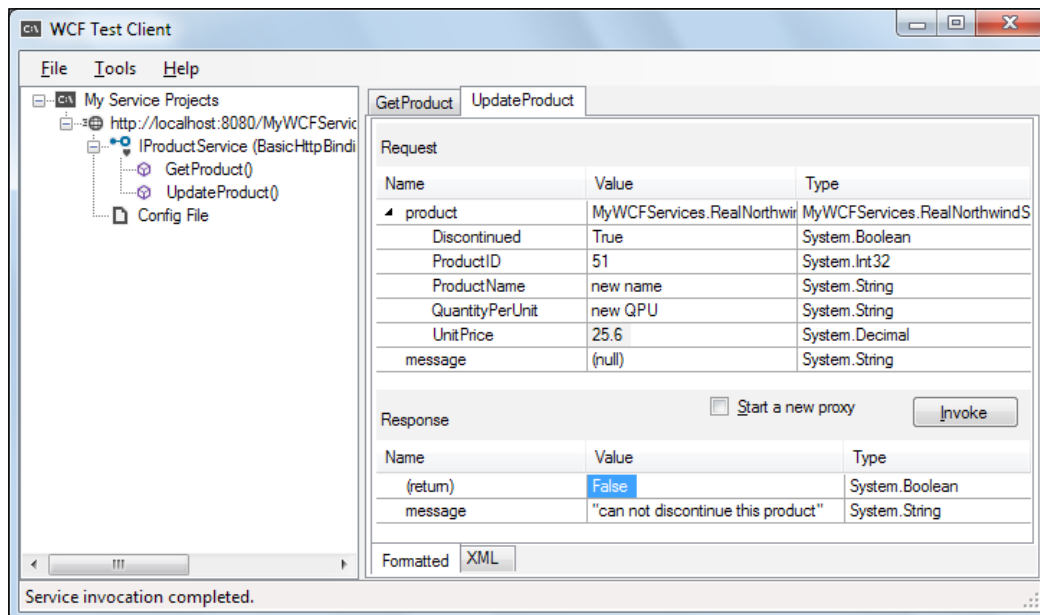 WCF Test Client
File Tools Help
My Service Projects
http://localhost:8080/MyWCFServic
IProductService (BasicHttpBindi
GetProduct()
UpdateProduct()
Config File
GetProduct UpdateProduct
Request
Name Value Type
product MyWCFServices.RealNorthwin MyWCFServices.RealNorthwindS
Discontinued True System.Boolean
ProductID 51 System.Int32
ProductName new name System.String
QuantityPerUnit new QPU System.String
UnitPrice 25.6 System.Decimal
message (null) System.String
Response Start a new proxy Invoke
Name Value Type
(return) False System.Boolean
message "can not discontinue this product" System.String
Formatted XML
Service invocation completed.